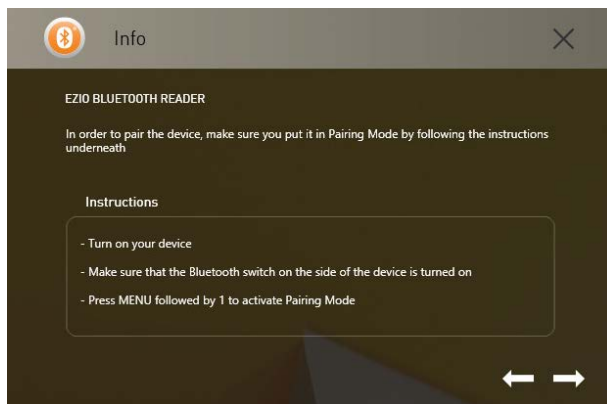 Info
EZIO BLUETOOTH READER
In order to pair the device, make sure you put it in Pairing Mode by following the instructions
underneath
Instructions
- Turn on your device
- Make sure that the Bluetooth switch on the side of the device is turned on
- Press MENU followed by 1 to activate Pairing Mode